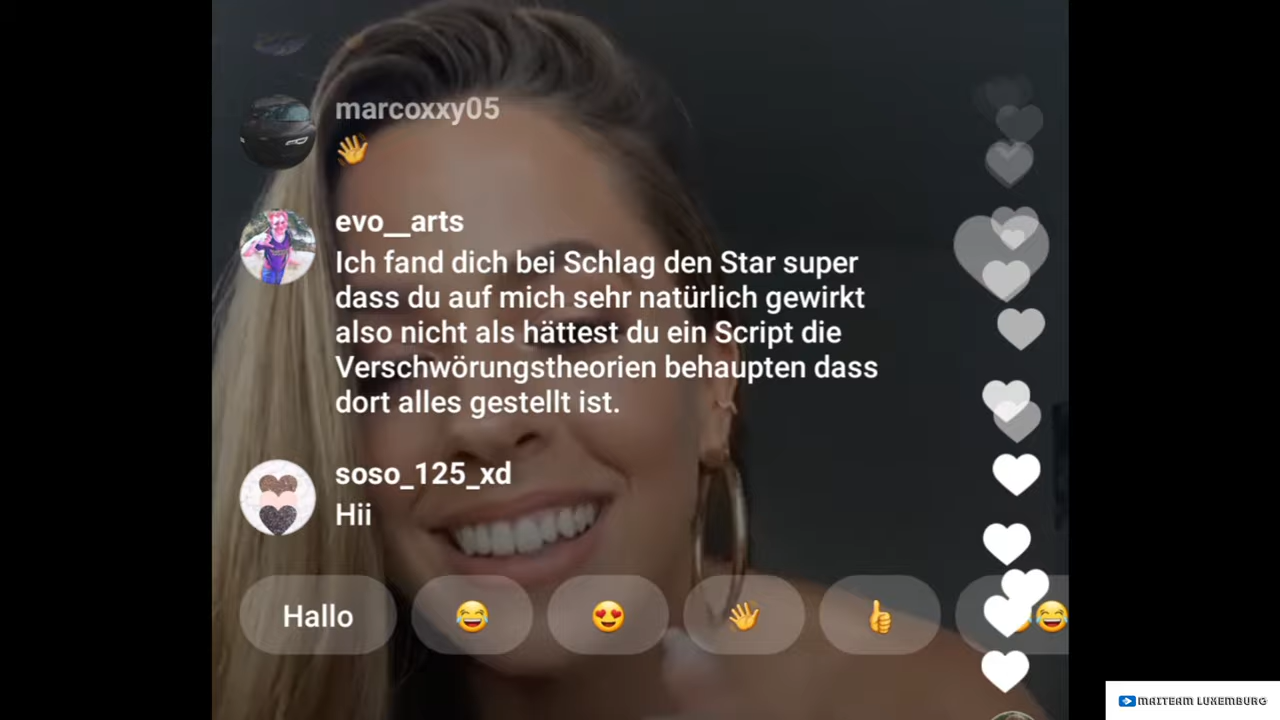 marcoxxy05
👋
evo__arts
Ich fand dich bei Schlag den Star super
dass du auf mich sehr natürlich gewirkt
also nicht als hättest du ein Script die
Verschwörungstheorien behaupten dass
dort alles gestellt ist.
soso_125_xd
Hii
Hallo 😂 😍 👋 👍 😂
MAITEAM LUXEMBURG